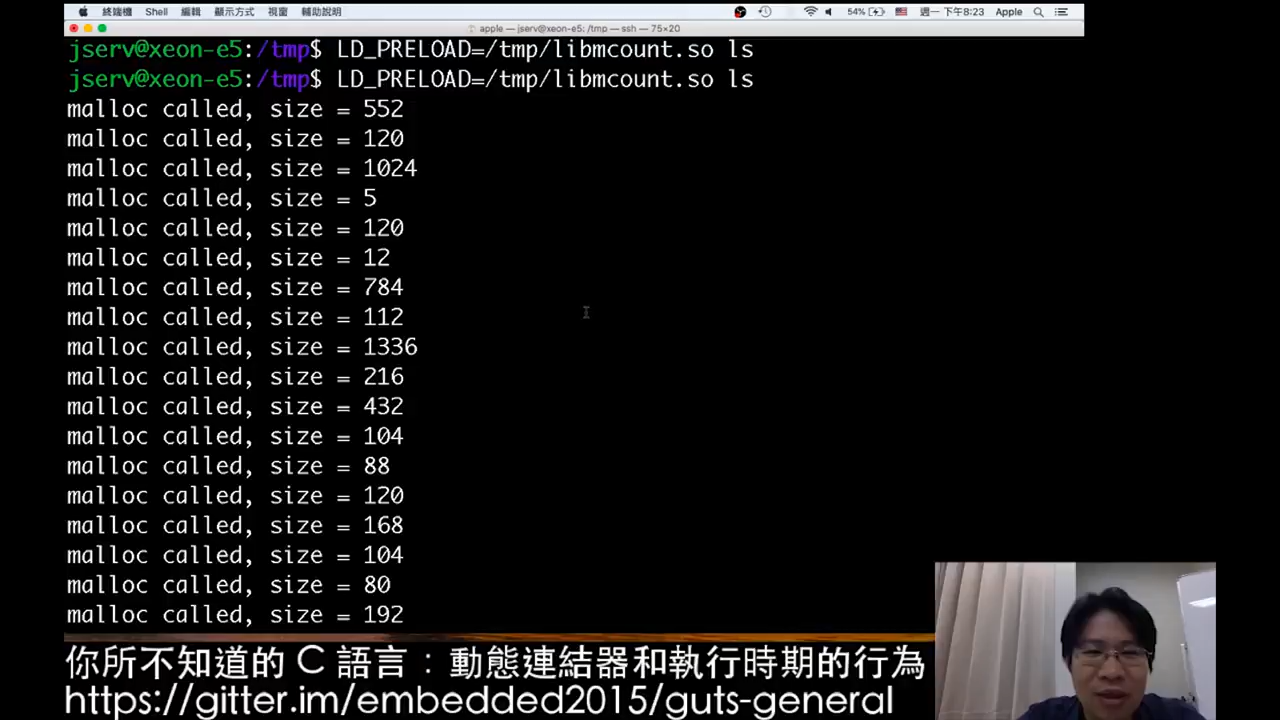 終端機 Shell 編輯 顯示方式 視窗 輔助說明 54% 週一 下午8:23 Apple
apple — jserv@xeon-e5: /tmp — ssh — 75×20
jserv@xeon-e5:/tmp$ LD_PRELOAD=/tmp/libmcount.so ls
jserv@xeon-e5:/tmp$ LD_PRELOAD=/tmp/libmcount.so ls
malloc called, size = 552
malloc called, size = 120
malloc called, size = 1024
malloc called, size = 5
malloc called, size = 120
malloc called, size = 12
malloc called, size = 784
malloc called, size = 112
malloc called, size = 1336
malloc called, size = 216
malloc called, size = 432
malloc called, size = 104
malloc called, size = 88
malloc called, size = 120
malloc called, size = 168
malloc called, size = 104
malloc called, size = 80
malloc called, size = 192
你所不知道的 C 語言：動態連結器和執行時期的行為
https://gitter.im/embedded2015/guts-general